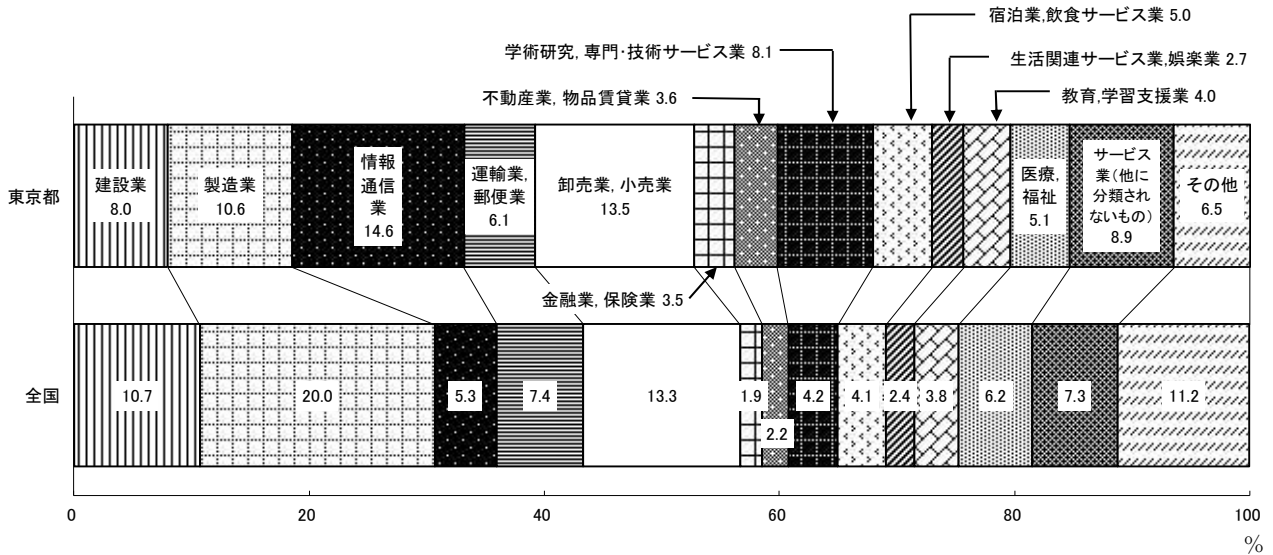 宿泊業,飲食サービス業 5.0
学術研究, 専門・技術サービス業 8.1
生活関連サービス業,娯楽業 2.7
不動産業, 物品賃貸業 3.6
教育,学習支援業 4.0
東京都
建設業
8.0
製造業
10.6
情報
通信
業
14.6
運輸業,
郵便業
6.1
卸売業, 小売業
13.5
医療,
福祉
5.1
サービス
業(他に
分類され
ないもの)
8.9
その他
6.5
金融業, 保険業 3.5
全国
10.7
20.0
5.3
7.4
13.3
1.9
2.2
4.2
4.1
2.4
3.8
6.2
7.3
11.2
0
20
40
60
80
100
%